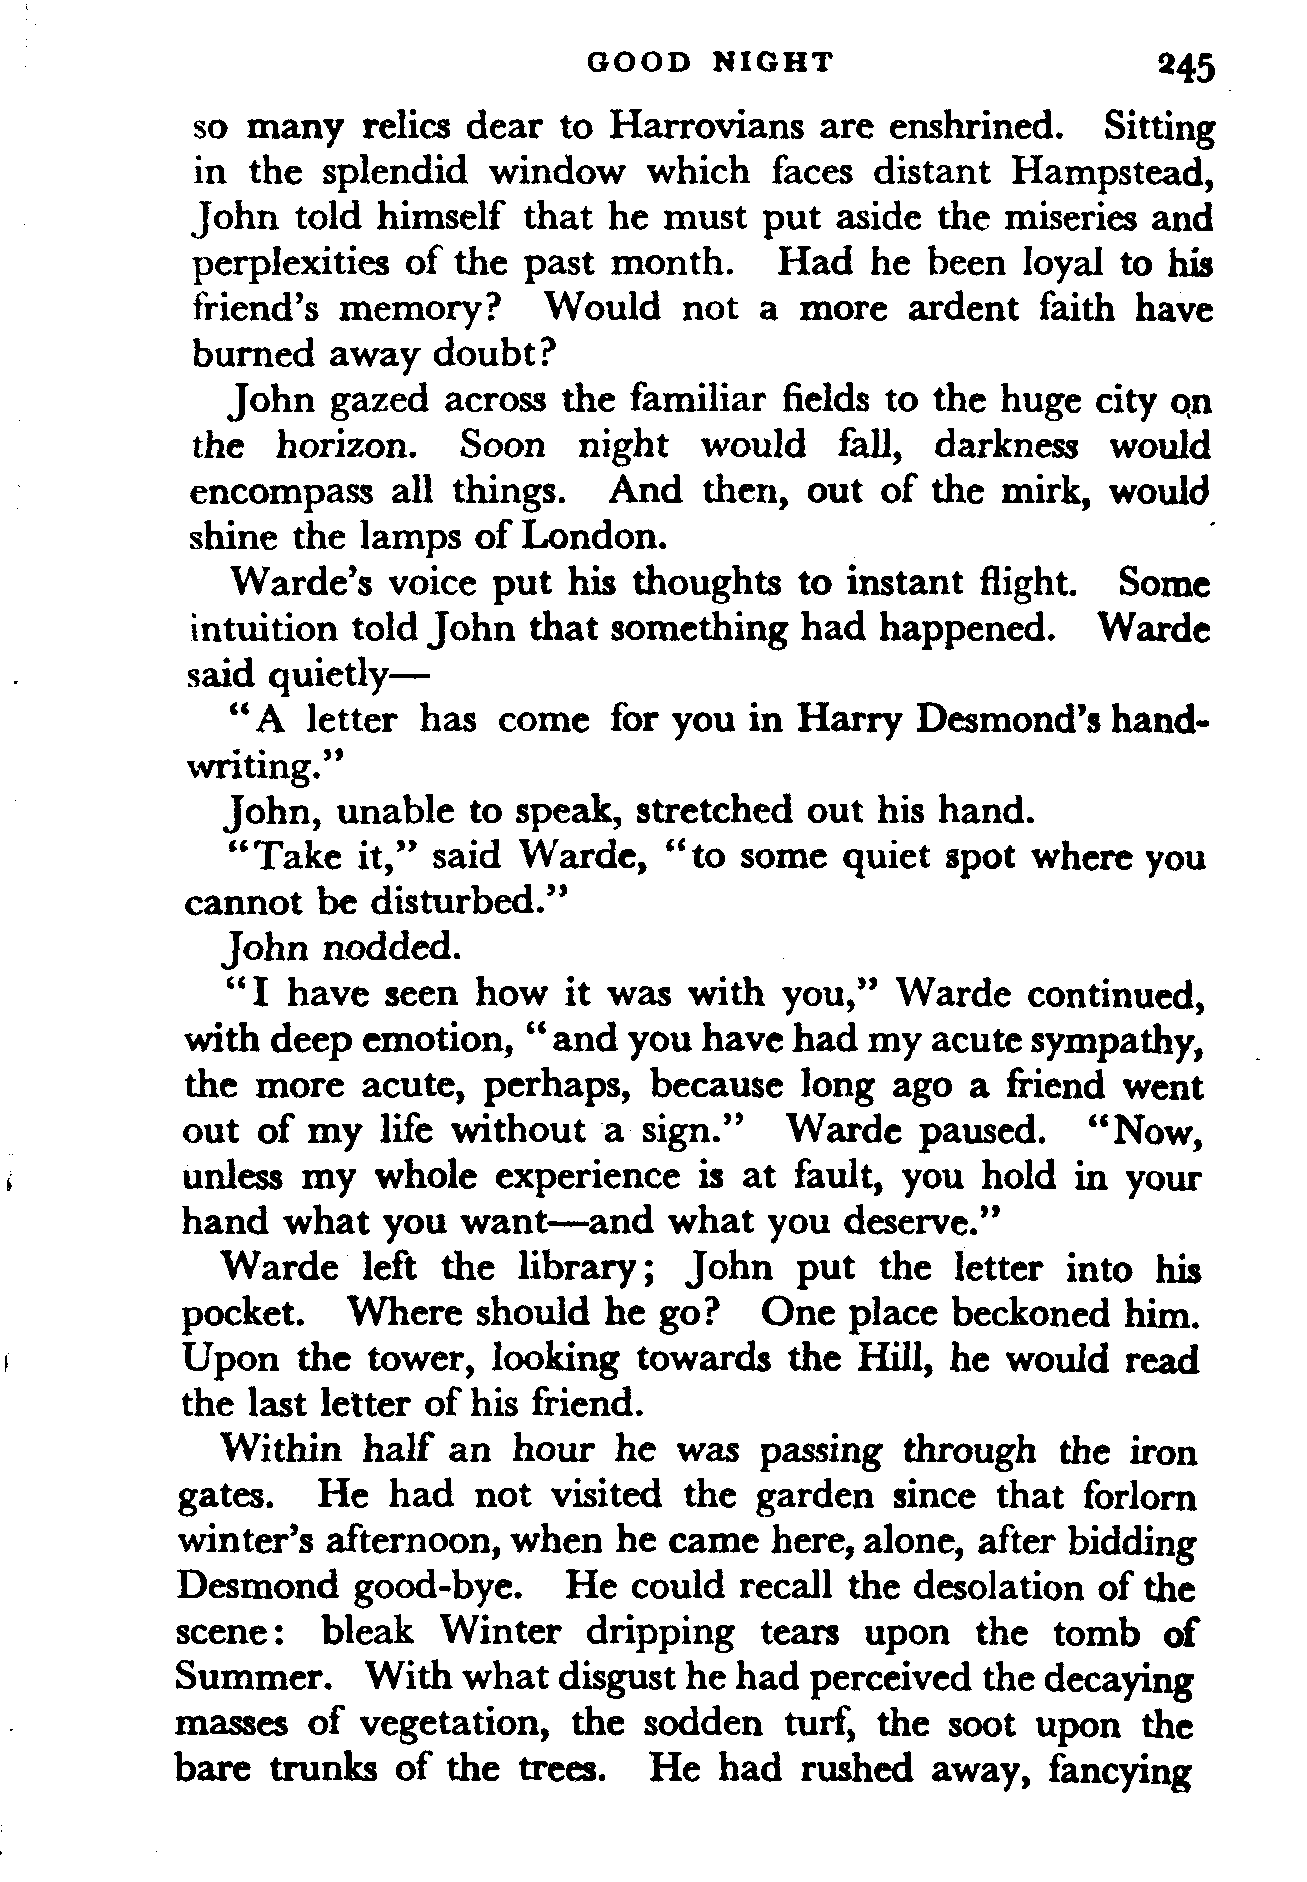 GOOD NIGHT 245
so many relics dear to Harrovians are enshrined. Sitting
in the splendid window which faces distant Hampstead,
John told himself that he must put aside the miseries and
perplexities of the past month. Had he been loyal to his
friend's memory? Would not a more ardent faith have
burned away doubt?
John gazed across the familiar fields to the huge city on
the horizon. Soon night would fall, darkness would
encompass all things. And then, out of the mirk, would
shine the lamps of London.
Warde's voice put his thoughts to instant flight. Some
intuition told John that something had happened. Warde
said quietly—
"A letter has come for you in Harry Desmond's hand-
writing."
John, unable to speak, stretched out his hand.
"Take it," said Warde, "to some quiet spot where you
cannot be disturbed."
John nodded.
"I have seen how it was with you," Warde continued,
with deep emotion, "and you have had my acute sympathy,
the more acute, perhaps, because long ago a friend went
out of my life without a sign." Warde paused. "Now,
unless my whole experience is at fault, you hold in your
hand what you want—and what you deserve."
Warde left the library; John put the letter into his
pocket. Where should he go? One place beckoned him.
Upon the tower, looking towards the Hill, he would read
the last letter of his friend.
Within half an hour he was passing through the iron
gates. He had not visited the garden since that forlorn
winter's afternoon, when he came here, alone, after bidding
Desmond good-bye. He could recall the desolation of the
scene: bleak Winter dripping tears upon the tomb of
Summer. With what disgust he had perceived the decaying
masses of vegetation, the sodden turf, the soot upon the
bare trunks of the trees. He had rushed away, fancying